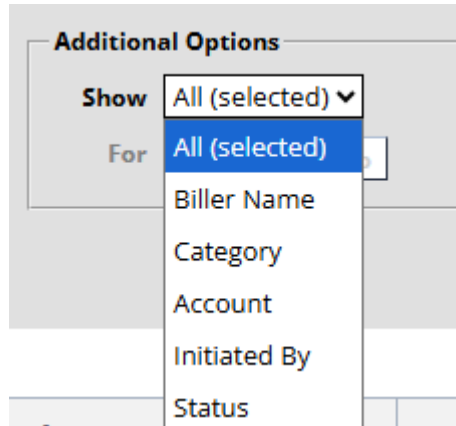 Additional Options
Show All (selected)
For All (selected)
Biller Name
Category
Account
Initiated By
Status